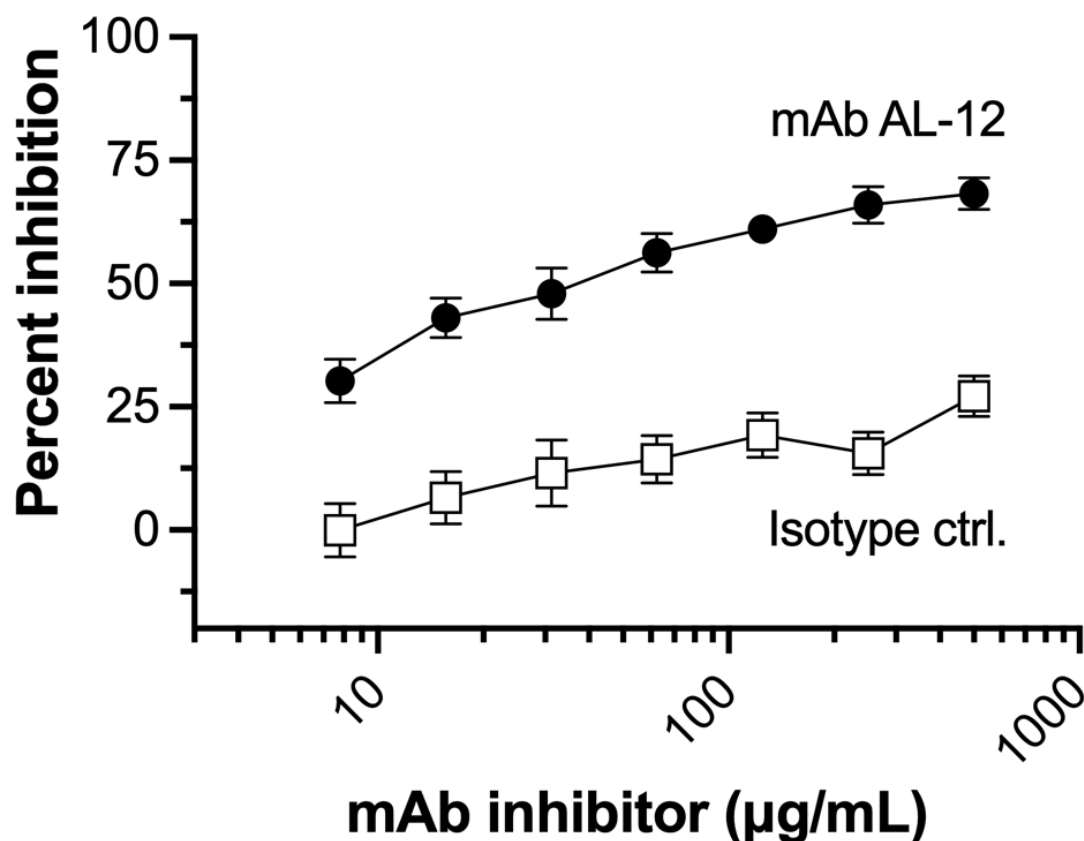 Percent inhibition
100
75
50
25
0
mAb AL-12
Isotype ctrl.
10
100
1000
mAb inhibitor (µg/mL)